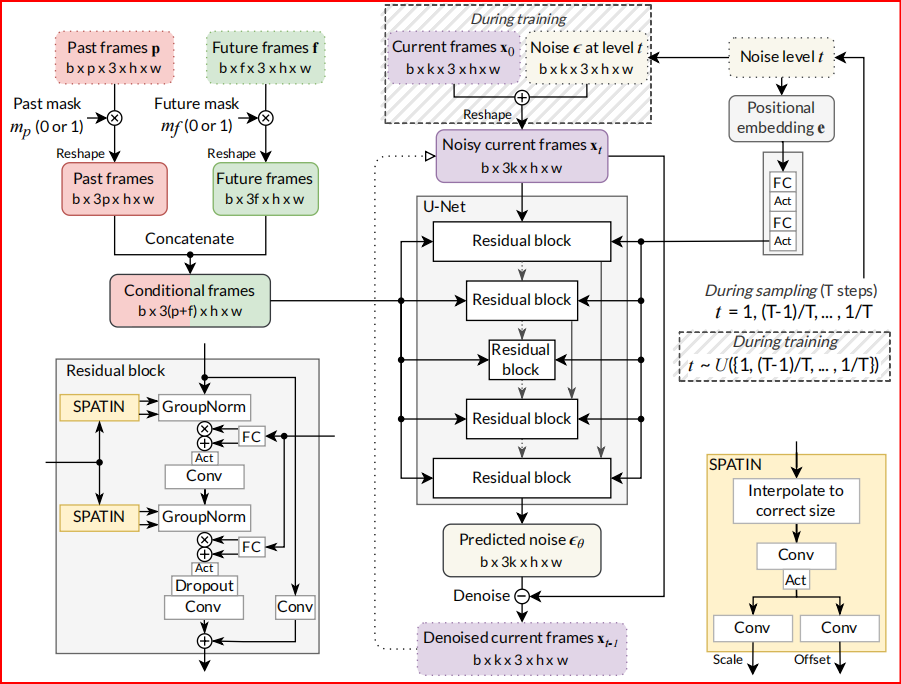 During training
Past frames p
b x p x 3 x h x w
Future frames f
b x f x 3 x h x w
Current frames x₀
b x k x 3 x h x w
Noise ϵ at level t
b x k x 3 x h x w
Noise level t
Past mask
mₚ (0 or 1)
Future mask
mf (0 or 1)
Reshape
Reshape
Reshape
Positional
embedding e
Past frames
b x 3p x h x w
Future frames
b x 3f x h x w
Noisy current frames xₜ
b x 3k x h x w
FC
Act
FC
Act
U-Net
Concatenate
Residual block
Conditional frames
b x 3(p+f) x h x w
Residual block
During sampling (T steps)
t = 1, (T-1)/T, ... , 1/T
During training
t ~ U({1, (T-1)/T, ... , 1/T})
Residual
block
Residual block
Residual block
Residual block
SPATIN
GroupNorm
FC
Act
Conv
SPATIN
GroupNorm
FC
Act
Dropout
Conv
Conv
Predicted noise ϵ_θ
b x 3k x h x w
Denoise
Denoised current frames xₜ₋₁
b x k x 3 x h x w
SPATIN
Interpolate to
correct size
Conv
Act
Conv
Conv
Scale
Offset